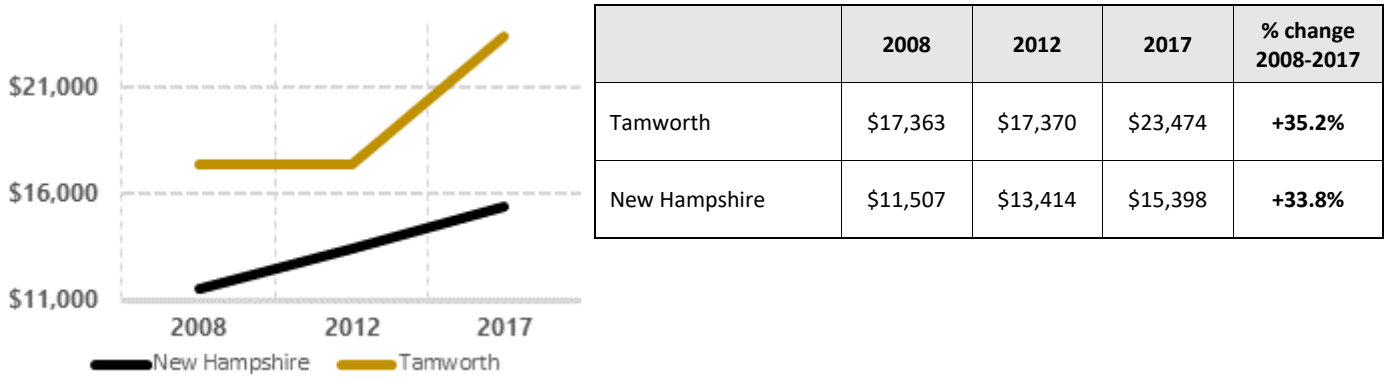 $21,000
$16,000
$11,000
2008 2012 2017
New Hampshire Tamworth
2008 2012 2017 % change
2008-2017
Tamworth $17,363 $17,370 $23,474 +35.2%
New Hampshire $11,507 $13,414 $15,398 +33.8%